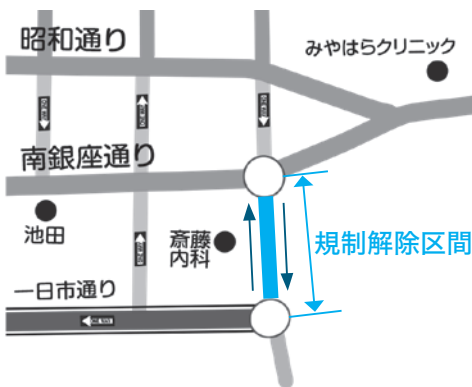 昭和通り
みやはらクリニック
南銀座通り
池田
斎藤
内科
規制解除区間
一日市通り